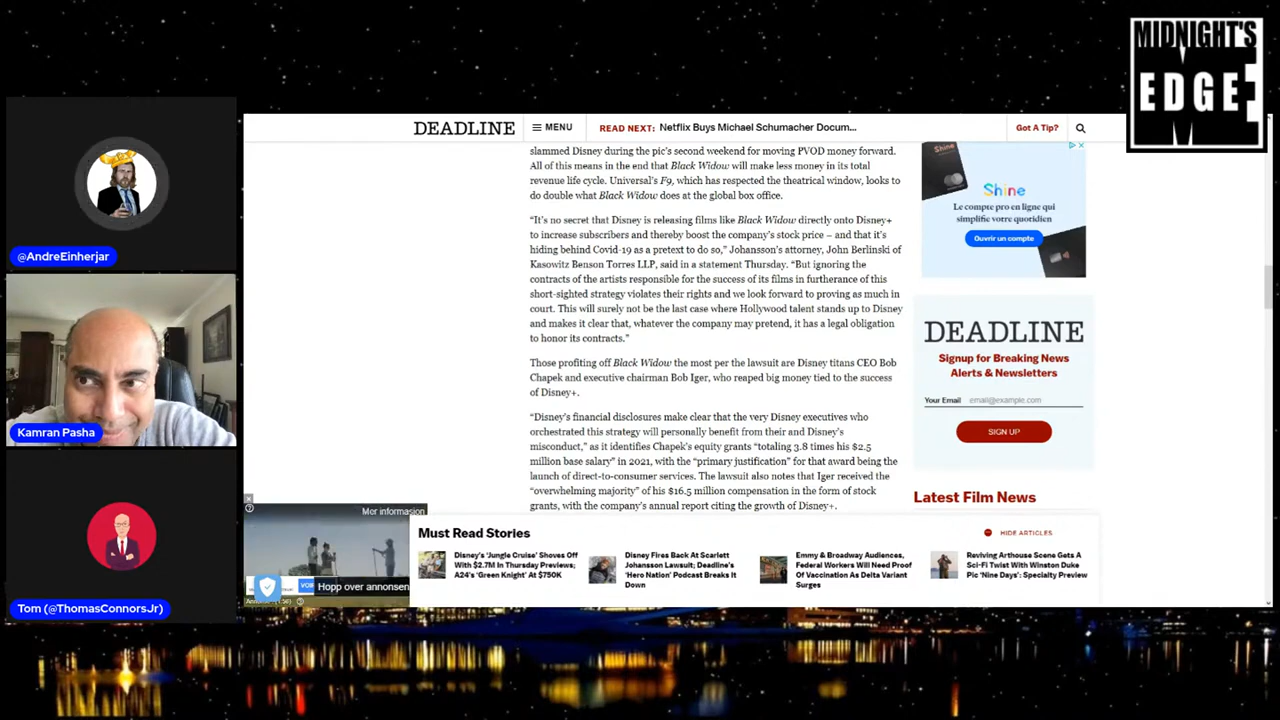 MIDNIGHT'S
EDGE
@AndreEinherjar
Kamran Pasha
Tom (@ThomasConnorsJr)
DEADLINE
MENU
READ NEXT: Netflix Buys Michael Schumacher Docum...
Got A Tip?
slammed Disney during the pic's second weekend for moving PVOD money forward.
All of this means in the end that Black Widow will make less money in its total
revenue life cycle. Universal's F9, which has respected the theatrical window, looks to
do double what Black Widow does at the global box office.
“It's no secret that Disney is releasing films like Black Widow directly onto Disney+
to increase subscribers and thereby boost the company's stock price – and that it's
hiding behind Covid-19 as a pretext to do so,” Johansson's attorney, John Berlinski of
Kasowitz Benson Torres LLP, said in a statement Thursday. “But ignoring the
contracts of the artists responsible for the success of its films in furtherance of this
short-sighted strategy violates their rights and we look forward to proving as much in
court. This will surely not be the last case where Hollywood talent stands up to Disney
and makes it clear that, whatever the company may pretend, it has a legal obligation
to honor its contracts.”
Those profiting off Black Widow the most per the lawsuit are Disney titans CEO Bob
Chapek and executive chairman Bob Iger, who reaped big money tied to the success
of Disney+.
“Disney's financial disclosures make clear that the very Disney executives who
orchestrated this strategy will personally benefit from their and Disney's
misconduct,” as it identifies Chapek's equity grants “totaling 3.8 times his $2.5
million base salary” in 2021, with the “primary justification” for that award being the
launch of direct-to-consumer services. The lawsuit also notes that Iger received the
“overwhelming majority” of his $16.5 million compensation in the form of stock
grants, with the company's annual report citing the growth of Disney+.
Shine
Le compte pro en ligne qui
simplifie votre quotidien
Ouvrir un compte
DEADLINE
Signup for Breaking News
Alerts & Newsletters
Your Email email@example.com
SIGN UP
Latest Film News
Mer informasjon
Hopp over annonsen
Must Read Stories
HIDE ARTICLES
Disney's 'Jungle Cruise' Shoves Off
With $2.7M In Thursday Previews;
A24's 'Green Knight' At $750K
Disney Fires Back At Scarlett
Johansson Lawsuit; Deadline's
'Hero Nation' Podcast Breaks It
Down
Emmy & Broadway Audiences,
Federal Workers Will Need Proof
Of Vaccination As Delta Variant
Surges
Reviving Arthouse Scene Gets A
Sci-Fi Twist With Winston Duke
Pic 'Nine Days'; Specialty Preview